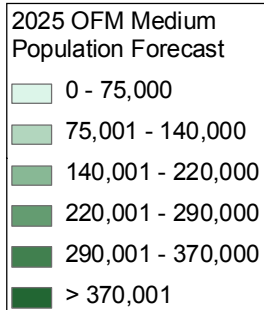 2025 OFM Medium
Population Forecast
0 - 75,000
75,001 - 140,000
140,001 - 220,000
220,001 - 290,000
290,001 - 370,000
> 370,001